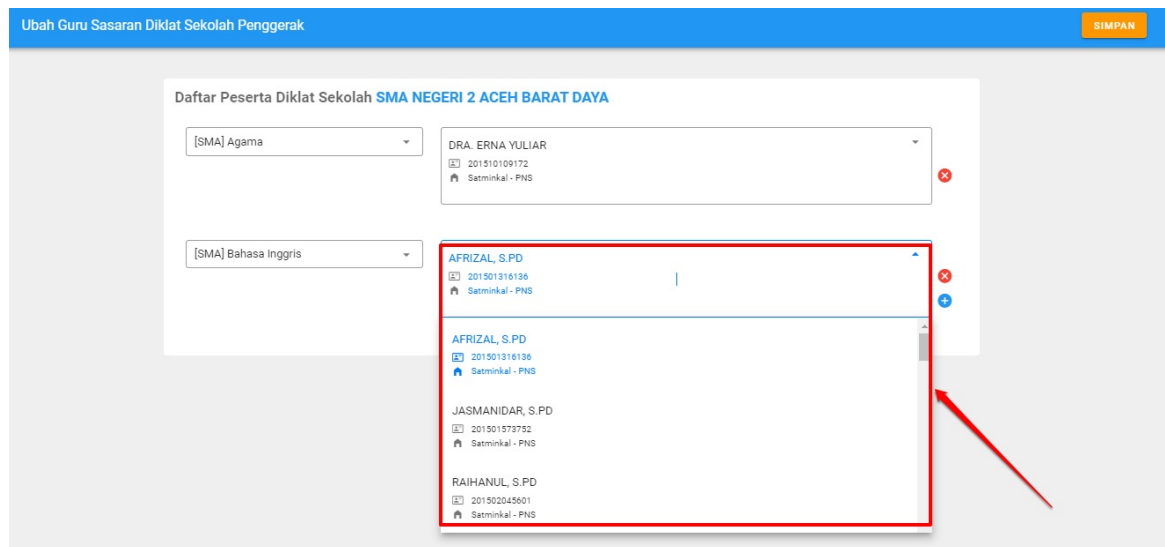 Ubah Guru Sasaran Diklat Sekolah Penggerak
SIMPAN
Daftar Peserta Diklat Sekolah SMA NEGERI 2 ACEH BARAT DAYA
[SMA] Agama
DRA. ERNA YULIAR
201510109172
Satminkal - PNS
[SMA] Bahasa Inggris
AFRIZAL, S.PD
201501316136
Satminkal - PNS
AFRIZAL, S.PD
201501316136
Satminkal - PNS
JASMANIDAR, S.PD
201501573752
Satminkal - PNS
RAIHANUL, S.PD
201502045601
Satminkal - PNS